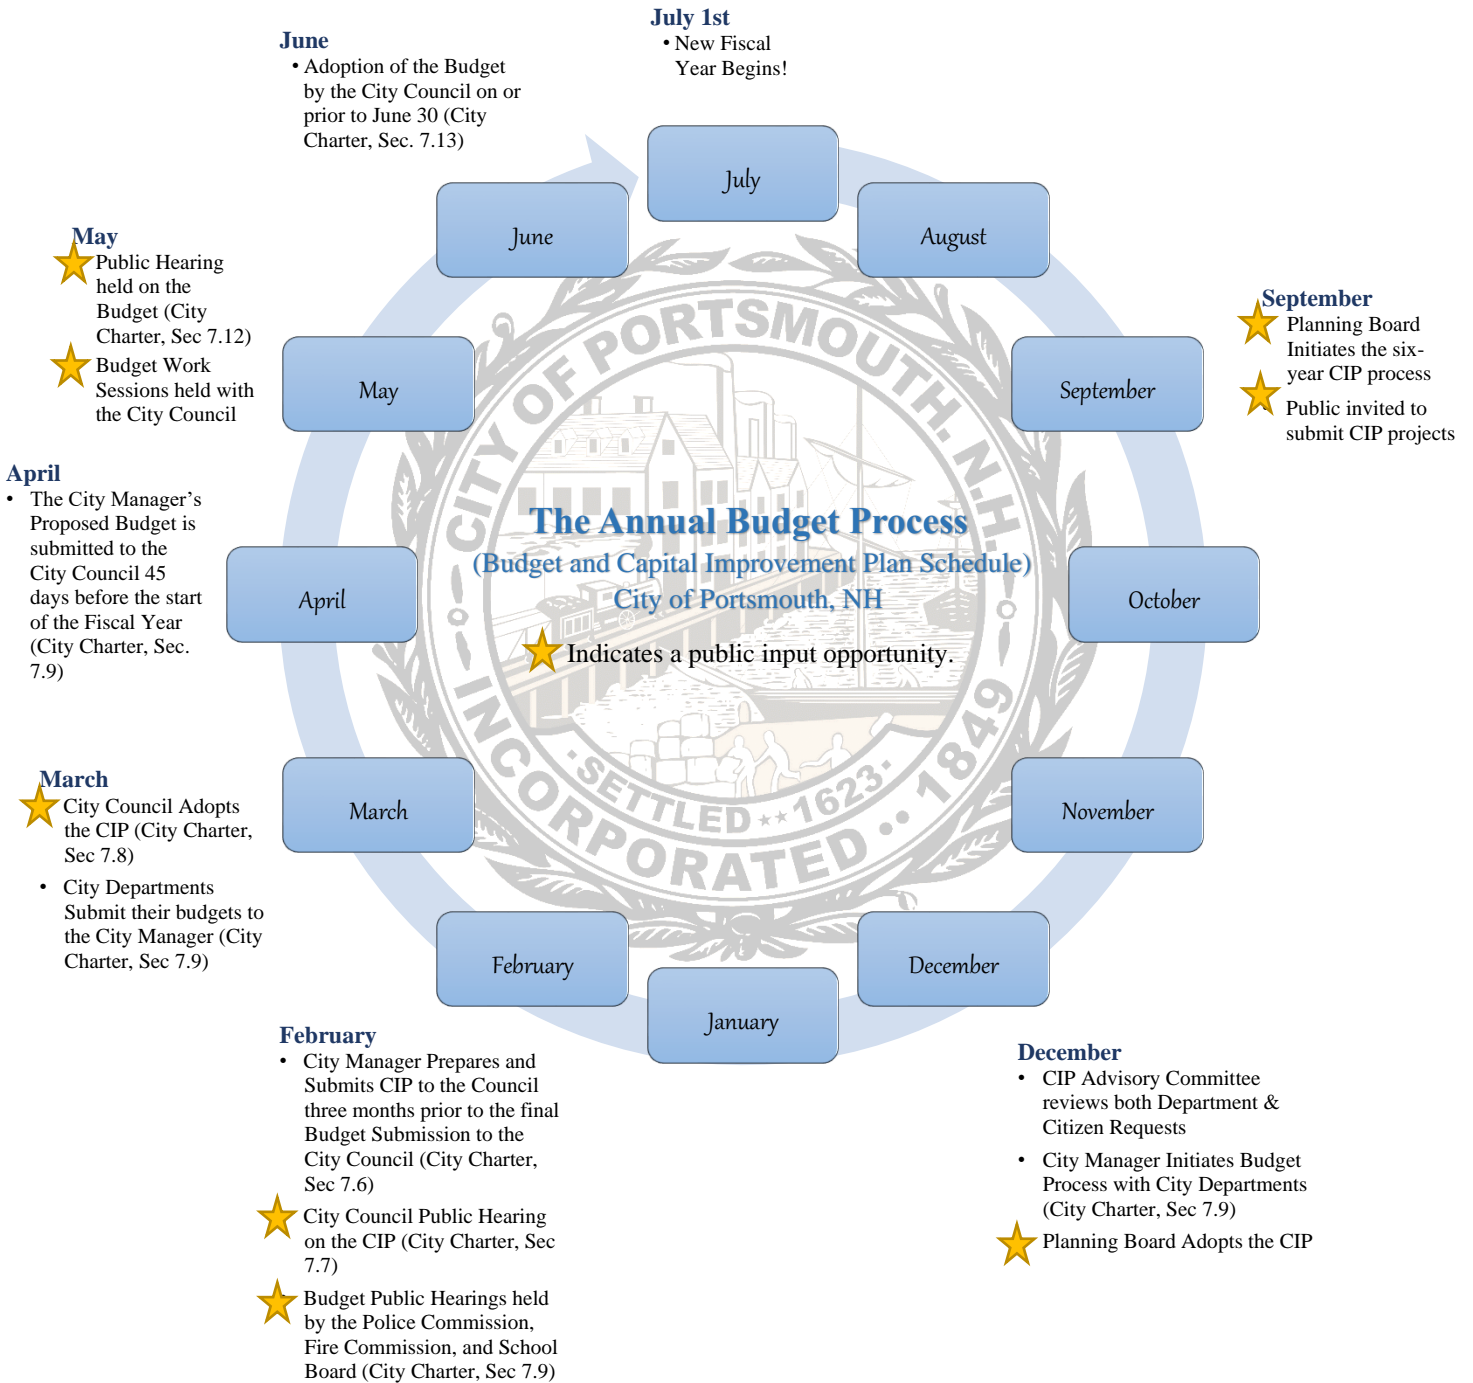 July 1st
• New Fiscal
Year Begins!
June
• Adoption of the Budget
by the City Council on or
prior to June 30 (City
Charter, Sec. 7.13)
July
June
August
May
Public Hearing
held on the
Budget (City
Charter, Sec 7.12)
Budget Work
Sessions held with
the City Council
May
September
September
Planning Board
Initiates the six-
year CIP process
Public invited to
submit CIP projects
April
• The City Manager’s
Proposed Budget is
submitted to the
City Council 45
days before the start
of the Fiscal Year
(City Charter, Sec.
7.9)
April
October
CITY OF PORTSMOUTH, N.H.
The Annual Budget Process
(Budget and Capital Improvement Plan Schedule)
City of Portsmouth, NH
Indicates a public input opportunity.
·SETTLED ** 1623·
INCORPORATED •• 1849
March
City Council Adopts
the CIP (City Charter,
Sec 7.8)
• City Departments
Submit their budgets to
the City Manager (City
Charter, Sec 7.9)
March
November
February
December
January
February
• City Manager Prepares and
Submits CIP to the Council
three months prior to the final
Budget Submission to the
City Council (City Charter,
Sec 7.6)
City Council Public Hearing
on the CIP (City Charter, Sec
7.7)
Budget Public Hearings held
by the Police Commission,
Fire Commission, and School
Board (City Charter, Sec 7.9)
December
• CIP Advisory Committee
reviews both Department &
Citizen Requests
• City Manager Initiates Budget
Process with City Departments
(City Charter, Sec 7.9)
Planning Board Adopts the CIP